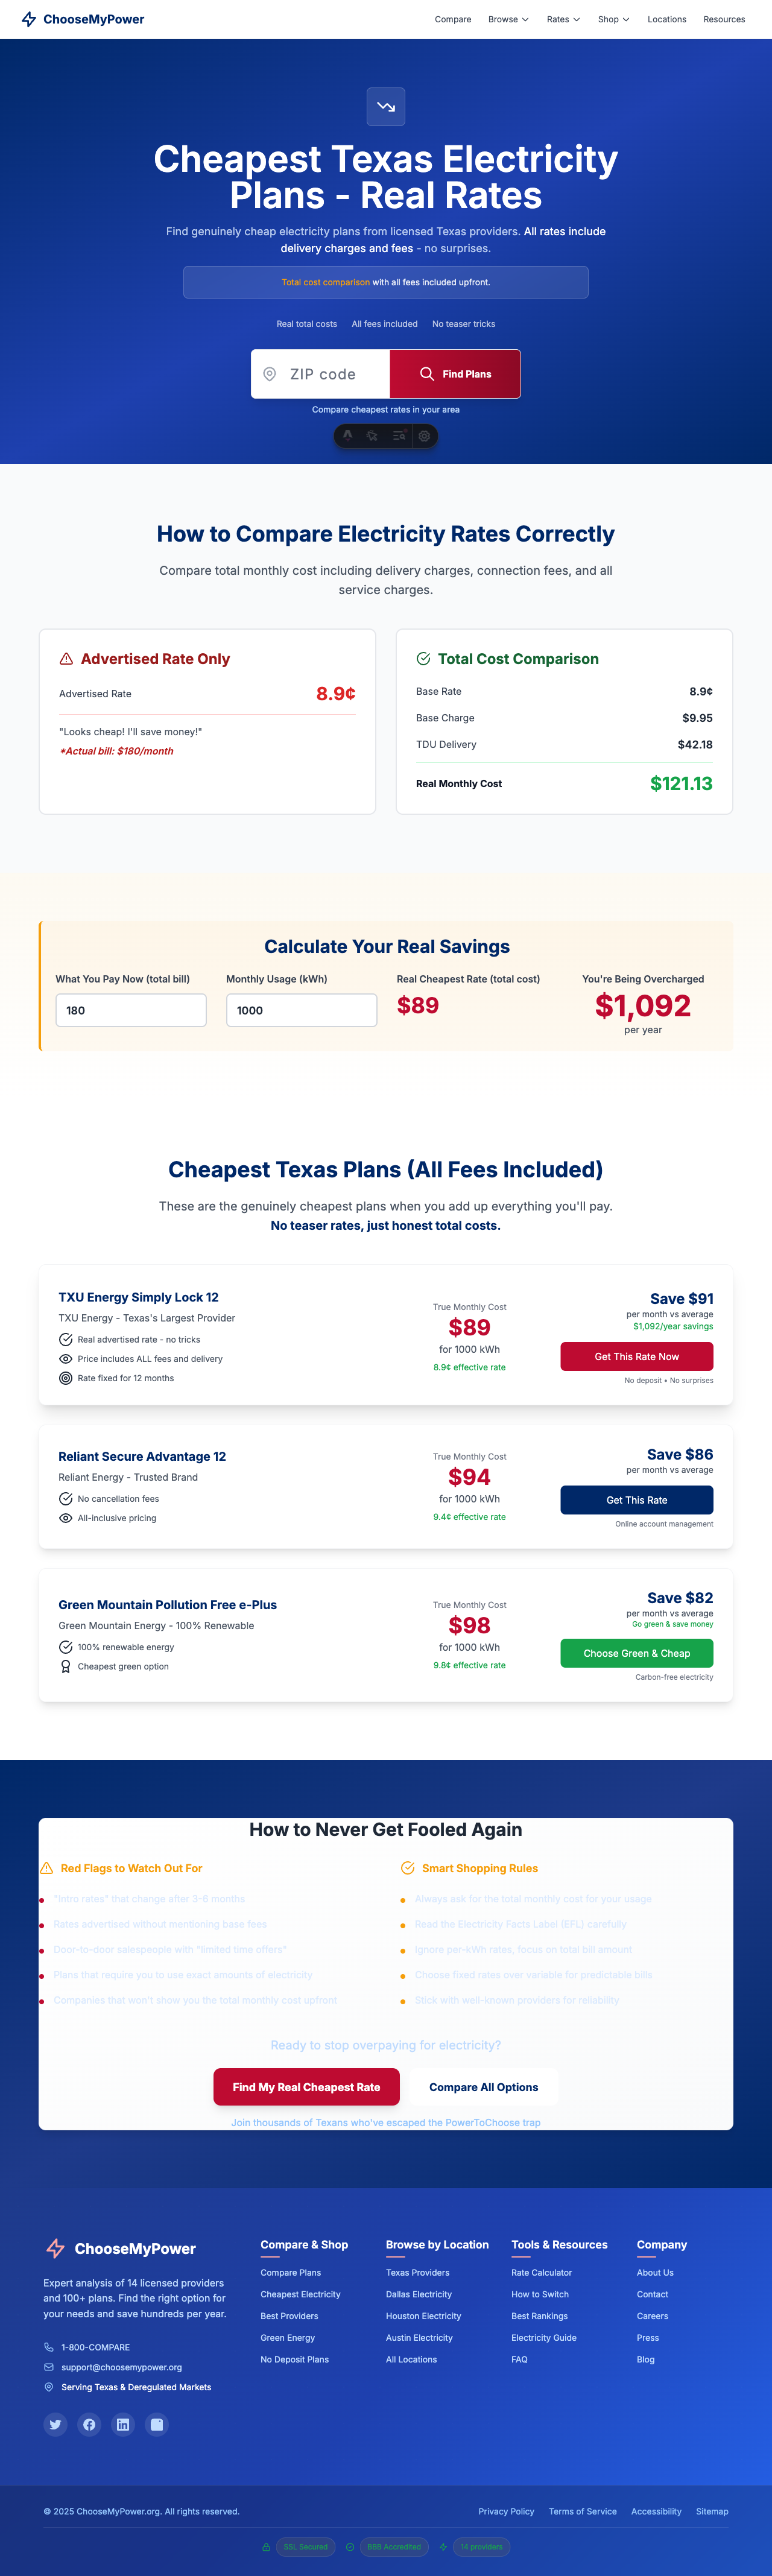 ChooseMyPower
Compare Browse Rates Shop Locations Resources
Cheapest Texas Electricity
Plans - Real Rates
Find genuinely cheap electricity plans from licensed Texas providers. All rates include
delivery charges and fees - no surprises.
Total cost comparison with all fees included upfront.
Real total costs All fees included No teaser tricks
ZIP code
Find Plans
Compare cheapest rates in your area
How to Compare Electricity Rates Correctly
Compare total monthly cost including delivery charges, connection fees, and all
service charges.
Advertised Rate Only
Advertised Rate 8.9¢
"Looks cheap! I'll save money!"
*Actual bill: $180/month
Total Cost Comparison
Base Rate 8.9¢
Base Charge $9.95
TDU Delivery $42.18
Real Monthly Cost $121.13
Calculate Your Real Savings
What You Pay Now (total bill)
180
Monthly Usage (kWh)
1000
Real Cheapest Rate (total cost)
$89
You're Being Overcharged
$1,092
per year
Cheapest Texas Plans (All Fees Included)
These are the genuinely cheapest plans when you add up everything you'll pay.
No teaser rates, just honest total costs.
TXU Energy Simply Lock 12
TXU Energy - Texas's Largest Provider
Real advertised rate - no tricks
Price includes ALL fees and delivery
Rate fixed for 12 months
True Monthly Cost
$89
for 1000 kWh
8.9¢ effective rate
Save $91
per month vs average
$1,092/year savings
Get This Rate Now
No deposit • No surprises
Reliant Secure Advantage 12
Reliant Energy - Trusted Brand
No cancellation fees
All-inclusive pricing
True Monthly Cost
$94
for 1000 kWh
9.4¢ effective rate
Save $86
per month vs average
Get This Rate
Online account management
Green Mountain Pollution Free e-Plus
Green Mountain Energy - 100% Renewable
100% renewable energy
Cheapest green option
True Monthly Cost
$98
for 1000 kWh
9.8¢ effective rate
Save $82
per month vs average
Go green & save money
Choose Green & Cheap
Carbon-free electricity
How to Never Get Fooled Again
Red Flags to Watch Out For
"Intro rates" that change after 3-6 months
Rates advertised without mentioning base fees
Door-to-door salespeople with "limited time offers"
Plans that require you to use exact amounts of electricity
Companies that won't show you the total monthly cost upfront
Smart Shopping Rules
Always ask for the total monthly cost for your usage
Read the Electricity Facts Label (EFL) carefully
Ignore per-kWh rates, focus on total bill amount
Choose fixed rates over variable for predictable bills
Stick with well-known providers for reliability
Ready to stop overpaying for electricity?
Find My Real Cheapest Rate
Compare All Options
Join thousands of Texans who've escaped the PowerToChoose trap
ChooseMyPower
Expert analysis of 14 licensed providers
and 100+ plans. Find the right option for
your needs and save hundreds per year.
1-800-COMPARE
support@choosemypower.org
Serving Texas & Deregulated Markets
Compare & Shop
Compare Plans
Cheapest Electricity
Best Providers
Green Energy
No Deposit Plans
Browse by Location
Texas Providers
Dallas Electricity
Houston Electricity
Austin Electricity
All Locations
Tools & Resources
Rate Calculator
How to Switch
Best Rankings
Electricity Guide
FAQ
Company
About Us
Contact
Careers
Press
Blog
© 2025 ChooseMyPower.org. All rights reserved.
Privacy Policy Terms of Service Accessibility Sitemap
SSL Secured BBB Accredited 14 providers